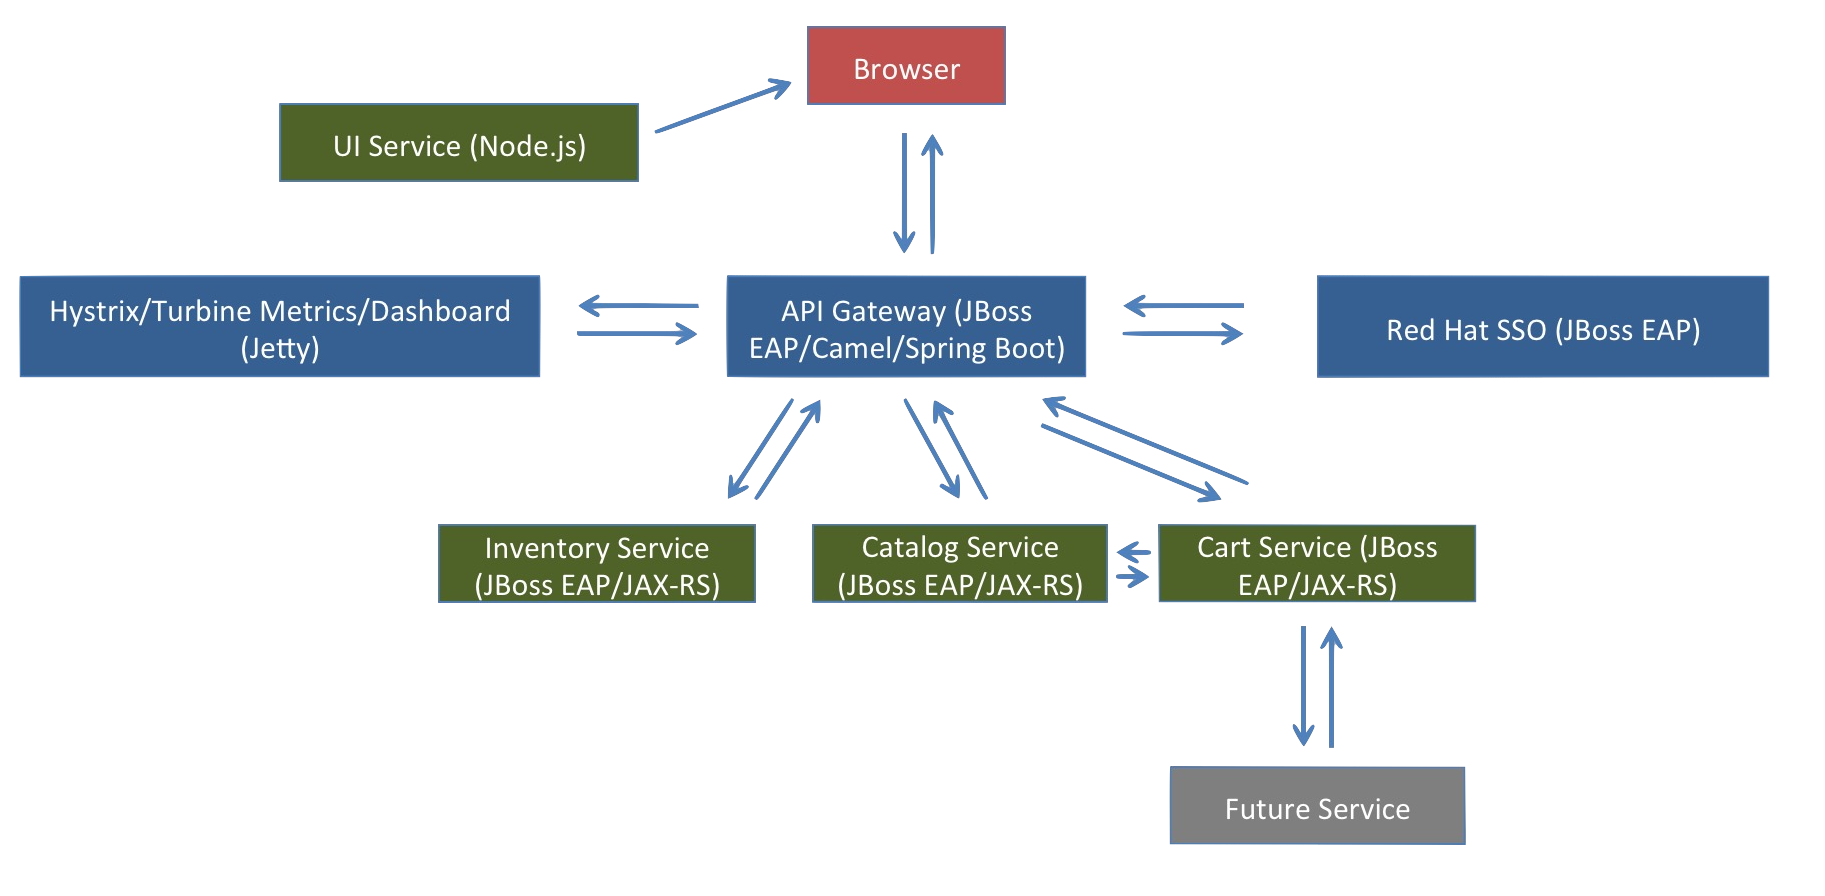 Browser
UI Service (Node.js)
Hystrix/Turbine Metrics/Dashboard
(Jetty)
API Gateway (JBoss
EAP/Camel/Spring Boot)
Red Hat SSO (JBoss EAP)
Inventory Service
(JBoss EAP/JAX-RS)
Catalog Service
(JBoss EAP/JAX-RS)
Cart Service (JBoss
EAP/JAX-RS)
Future Service